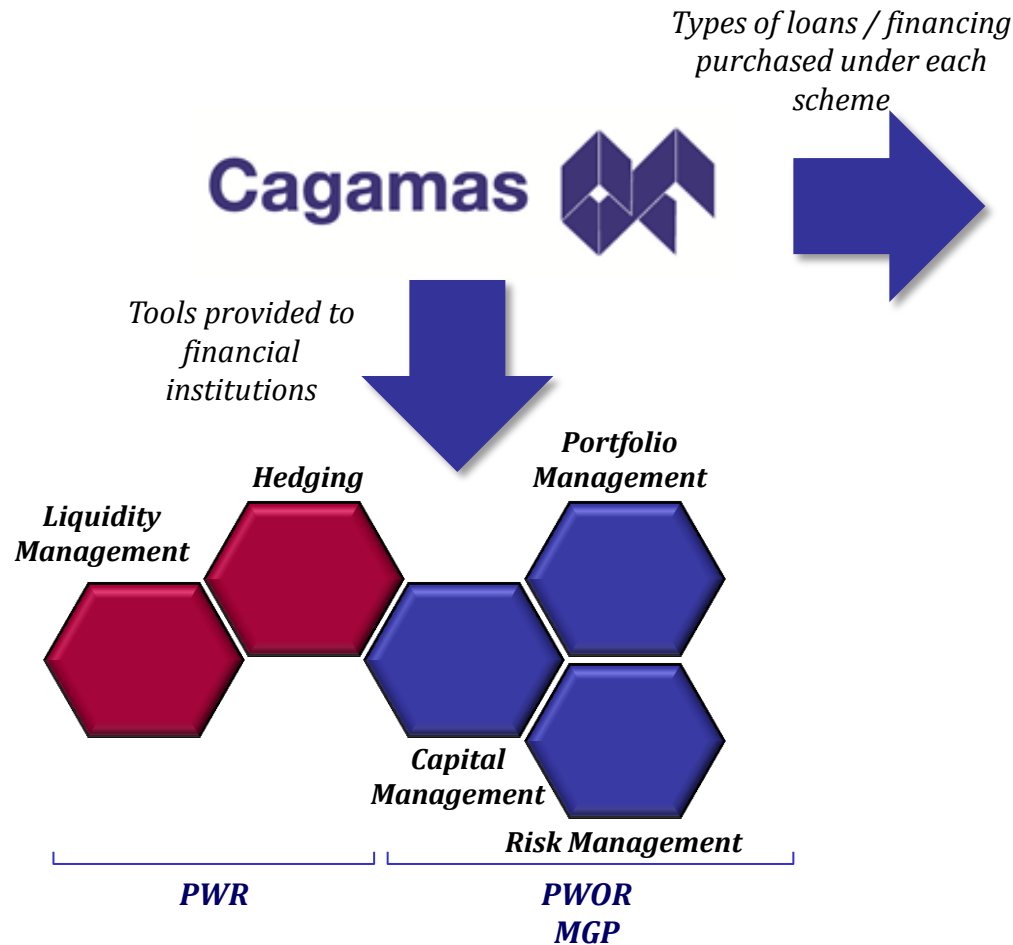 Types of loans / financing
purchased under each
scheme
Cagamas
Tools provided to
financial
institutions
Portfolio
Management
Hedging
Liquidity
Management
Capital
Management
Risk Management
PWR
PWOR
MGP